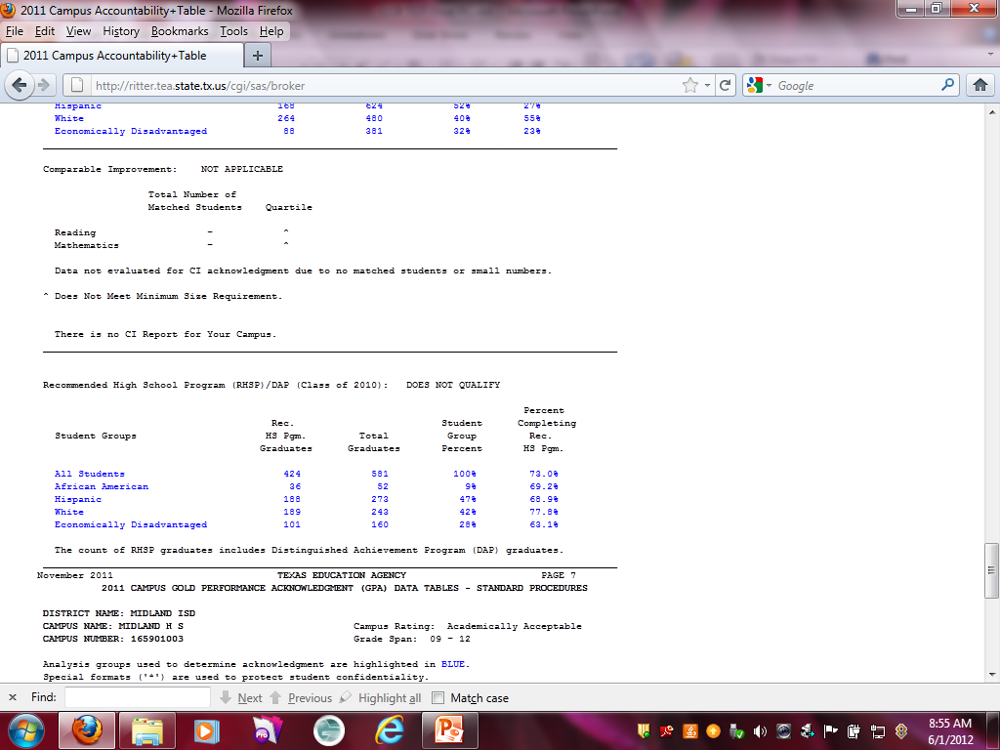 2011 Campus Accountability+Table - Mozilla Firefox
File Edit View History Bookmarks Tools Help
2011 Campus Accountability+Table
http://ritter.tea.state.tx.us/cgi/sas/broker
Google
Hispanic 168 624 52% 27%
White 264 480 40% 55%
Economically Disadvantaged 88 381 32% 23%
Comparable Improvement: NOT APPLICABLE
Total Number of
Matched Students Quartile
Reading - ^
Mathematics - ^
Data not evaluated for CI acknowledgment due to no matched students or small numbers.
^ Does Not Meet Minimum Size Requirement.
There is no CI Report for Your Campus.
Recommended High School Program (RHSP)/DAP (Class of 2010): DOES NOT QUALIFY
Percent
Rec. Student Completing
Student Groups HS Pgm. Total Group Rec.
Graduates Graduates Percent HS Pgm.
All Students 424 581 100% 73.0%
African American 36 52 9% 69.2%
Hispanic 188 273 47% 68.9%
White 189 243 42% 77.8%
Economically Disadvantaged 101 160 28% 63.1%
The count of RHSP graduates includes Distinguished Achievement Program (DAP) graduates.
November 2011 TEXAS EDUCATION AGENCY PAGE 7
2011 CAMPUS GOLD PERFORMANCE ACKNOWLEDGMENT (GPA) DATA TABLES - STANDARD PROCEDURES
DISTRICT NAME: MIDLAND ISD
CAMPUS NAME: MIDLAND H S Campus Rating: Academically Acceptable
CAMPUS NUMBER: 165901003 Grade Span: 09 - 12
Analysis groups used to determine acknowledgment are highlighted in BLUE.
Special formats ('*') are used to protect student confidentiality.
Find: Next Previous Highlight all Match case
8:55 AM
6/1/2012